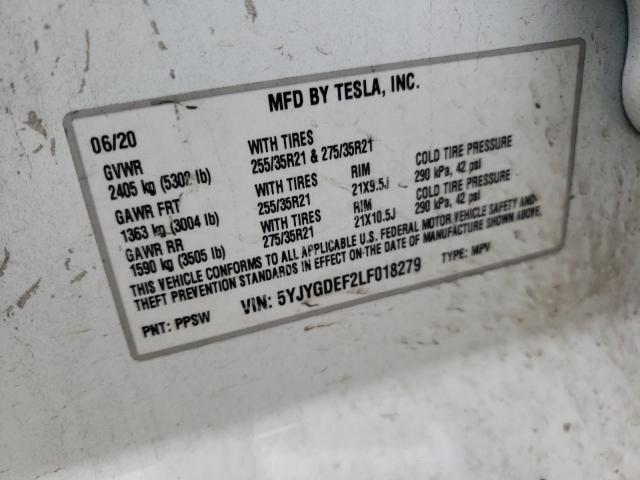 MFD BY TESLA, INC.
06/20
GVWR WITH TIRES
2405 kg (5302 lb) 255/35R21 & 275/35R21
GAWR FRT WITH TIRES RIM COLD TIRE PRESSURE
1363 kg (3004 lb) 255/35R21 21X9.5J 290 kPa, 42 psi
GAWR RR WITH TIRES RIM COLD TIRE PRESSURE
1590 kg (3505 lb) 275/35R21 21X10.5J 290 kPa, 42 psi
THIS VEHICLE CONFORMS TO ALL APPLICABLE U.S. FEDERAL MOTOR VEHICLE SAFETY AND
THEFT PREVENTION STANDARDS IN EFFECT ON THE DATE OF MANUFACTURE SHOWN ABOVE.
PNT: PPSW VIN: 5YJYGDEF2LF018279 TYPE: MPV